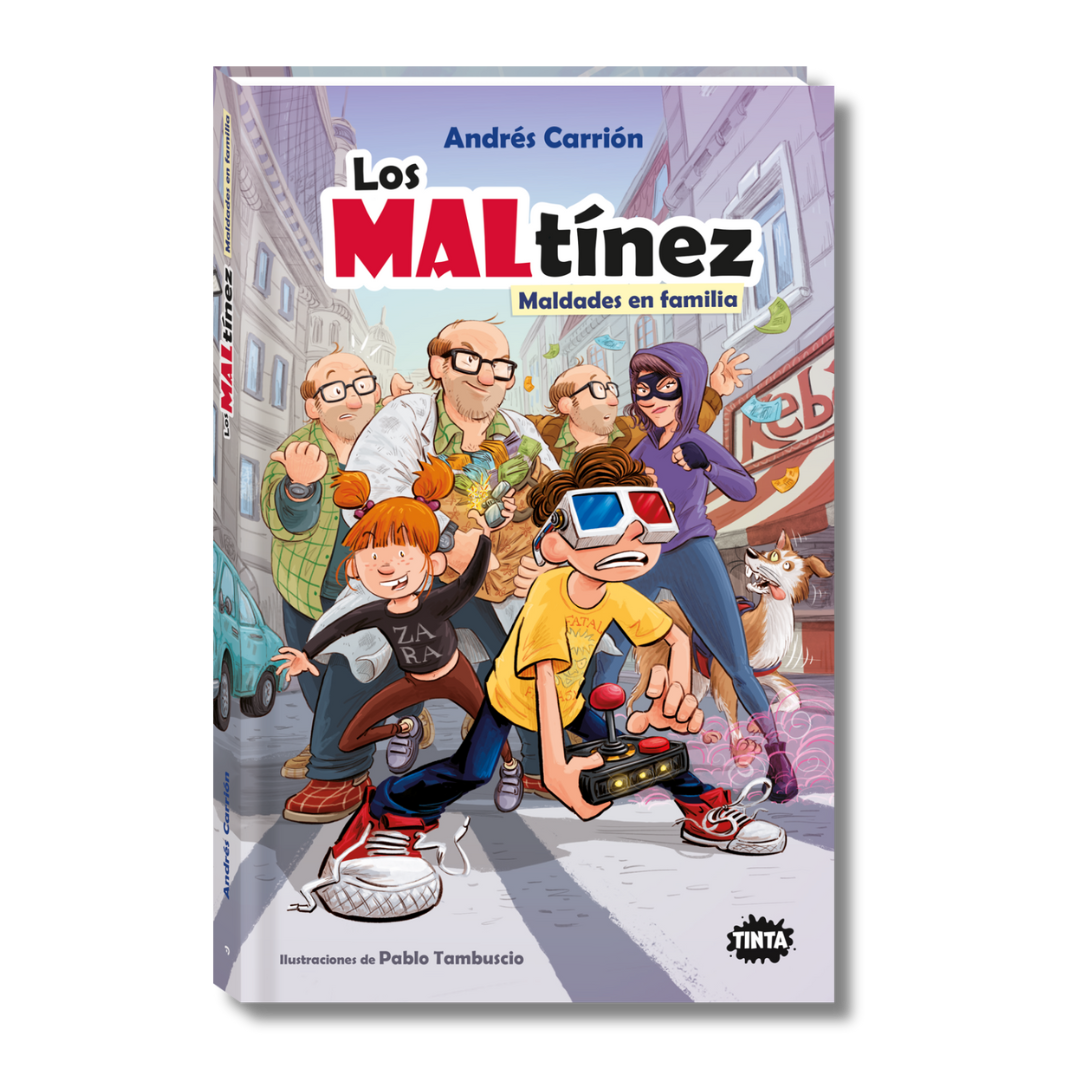 Andrés Carrión
Los
MALtínez
Maldades en familia
Keb
ZA
RA
FATAL
Ilustraciones de Pablo Tambuscio
TINTA
Los MALtínez Maldades en familia
Andrés Carrión